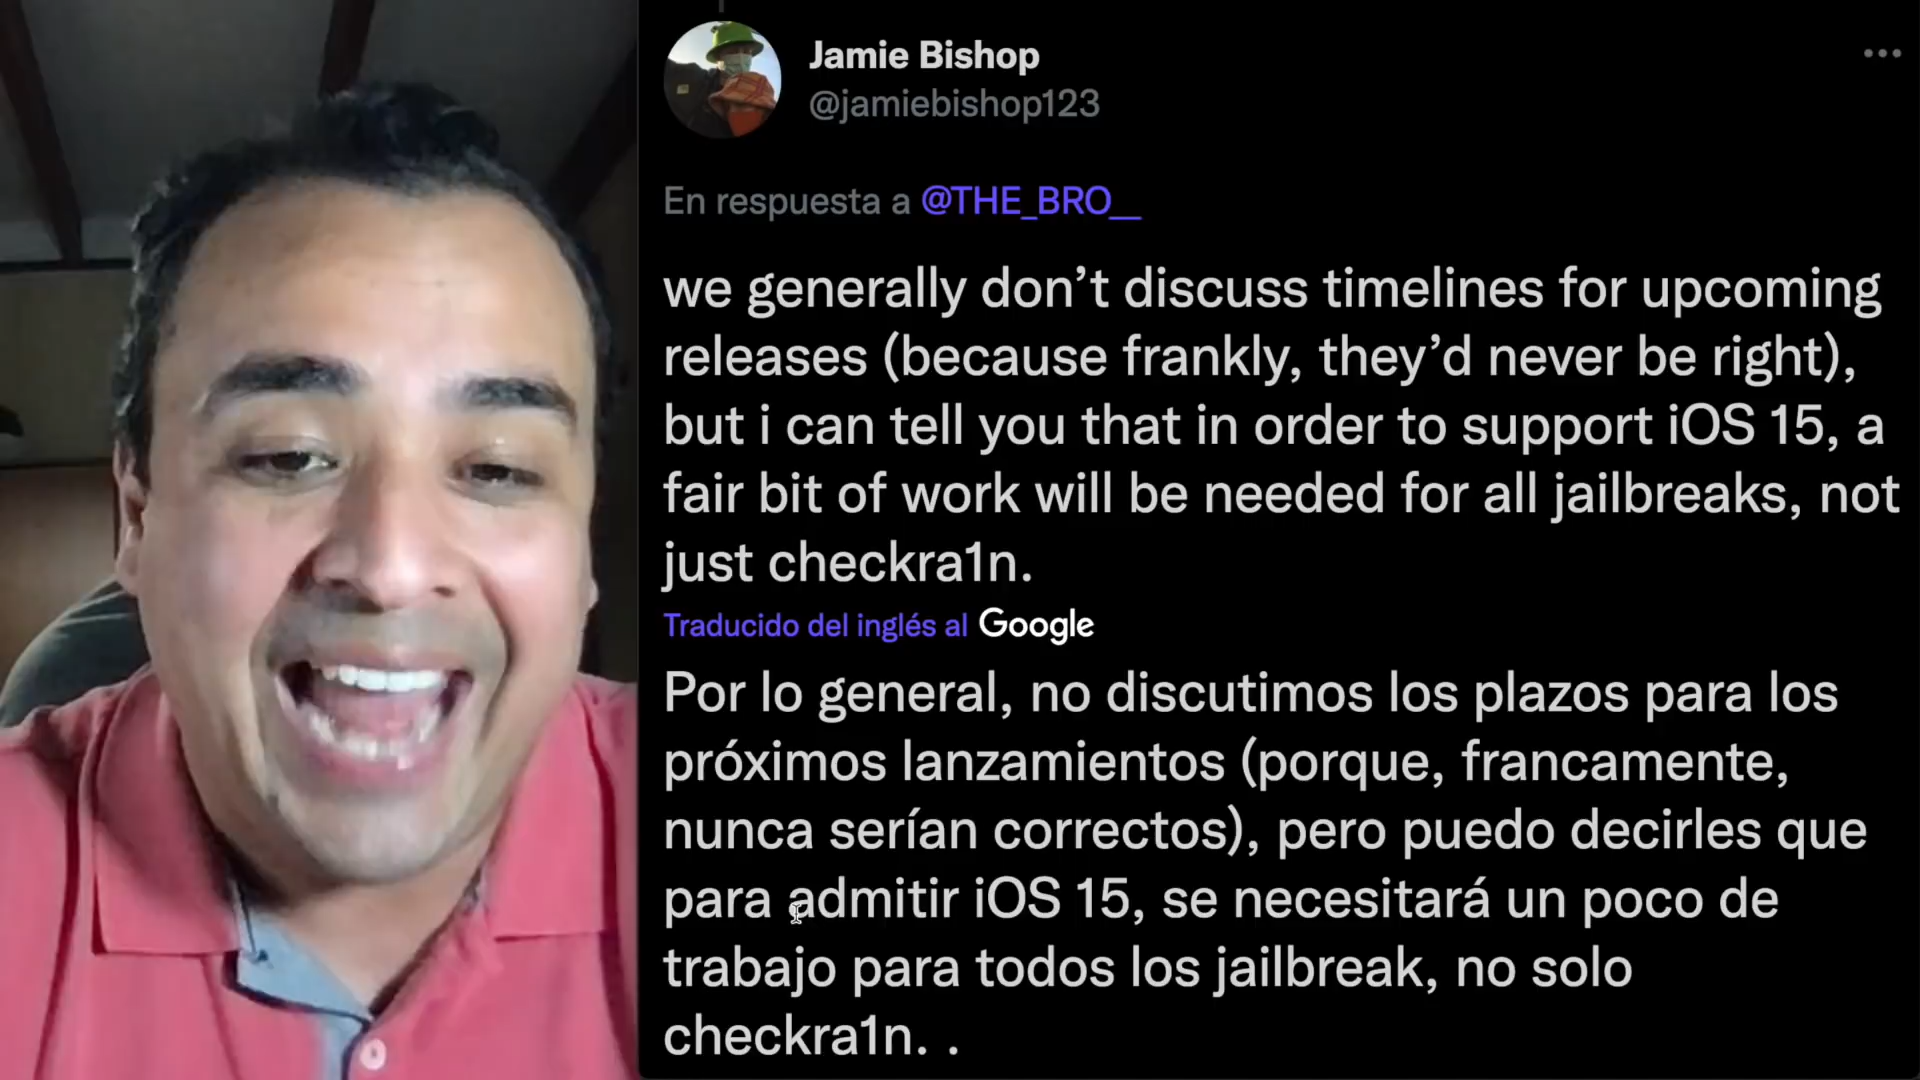 Jamie Bishop
@jamiebishop123
En respuesta a @THE_BRO__
we generally don’t discuss timelines for upcoming
releases (because frankly, they’d never be right),
but i can tell you that in order to support iOS 15, a
fair bit of work will be needed for all jailbreaks, not
just checkra1n.
Traducido del inglés al Google
Por lo general, no discutimos los plazos para los
próximos lanzamientos (porque, francamente,
nunca serían correctos), pero puedo decirles que
para admitir iOS 15, se necesitará un poco de
trabajo para todos los jailbreak, no solo
checkra1n. .